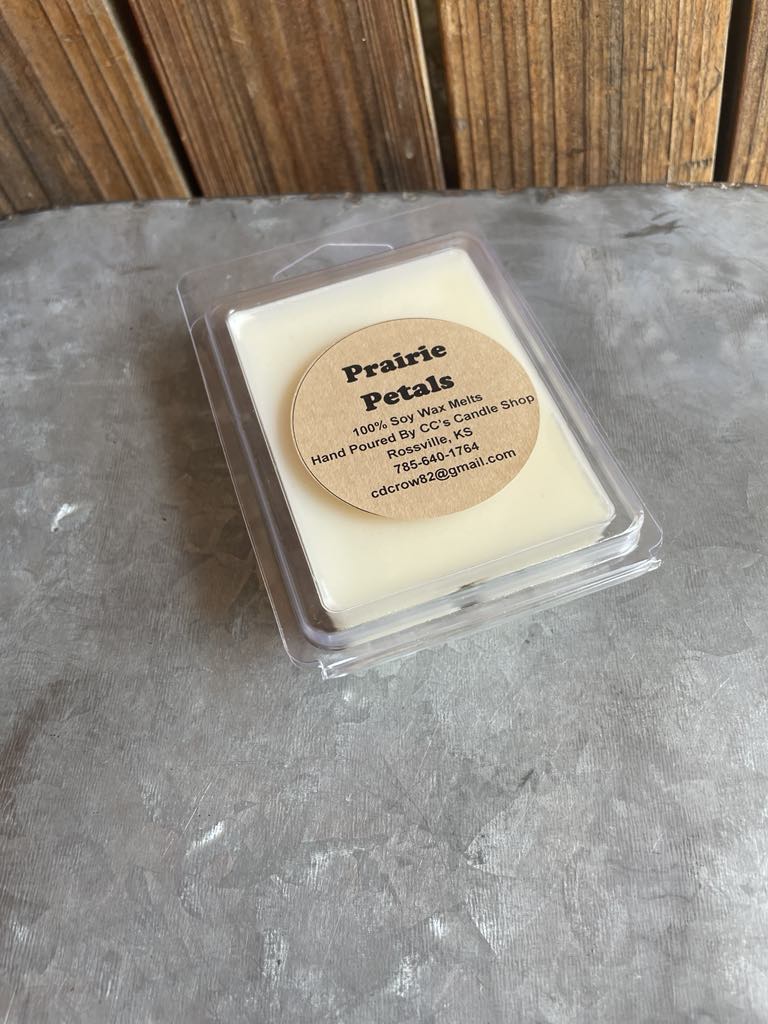 Prairie
Petals
100% Soy Wax Melts
Hand Poured By CC's Candle Shop
Rossville, KS
785-640-1764
cdcrow82@gmail.com